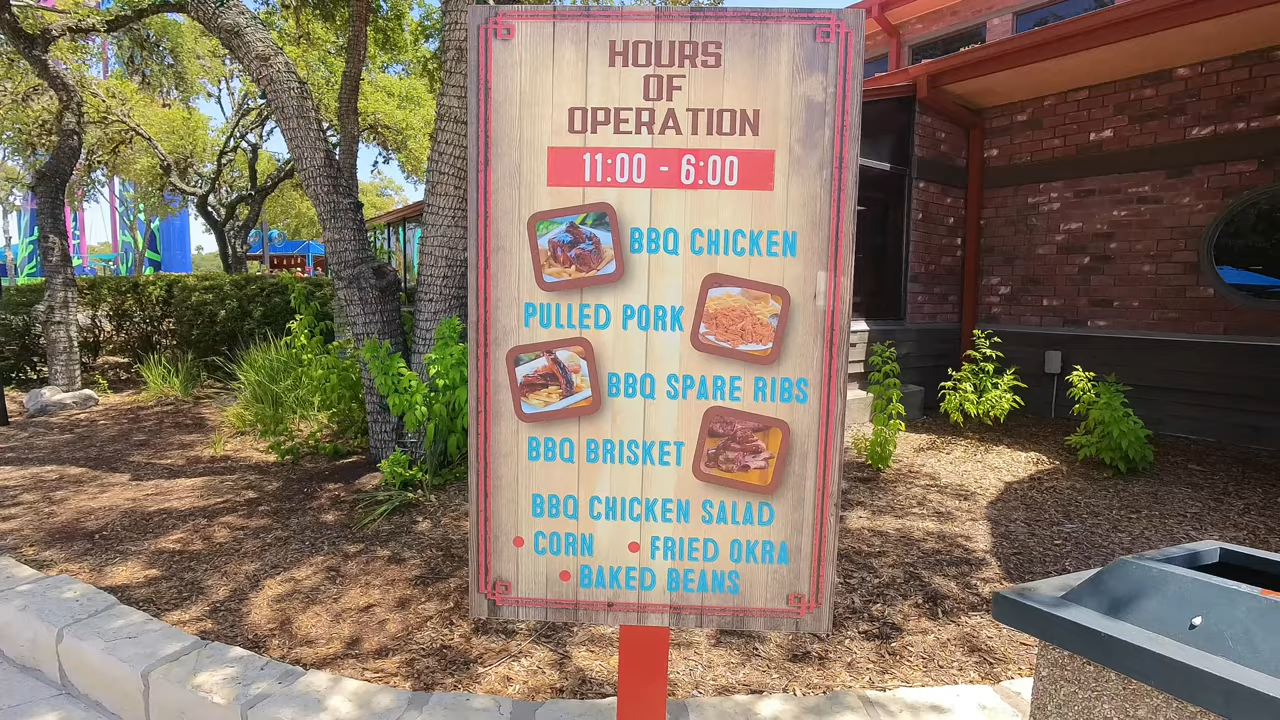 HOURS
OF
OPERATION
11:00 - 6:00
BBQ CHICKEN
PULLED PORK
BBQ SPARE RIBS
BBQ BRISKET
BBQ CHICKEN SALAD
• CORN • FRIED OKRA
• BAKED BEANS